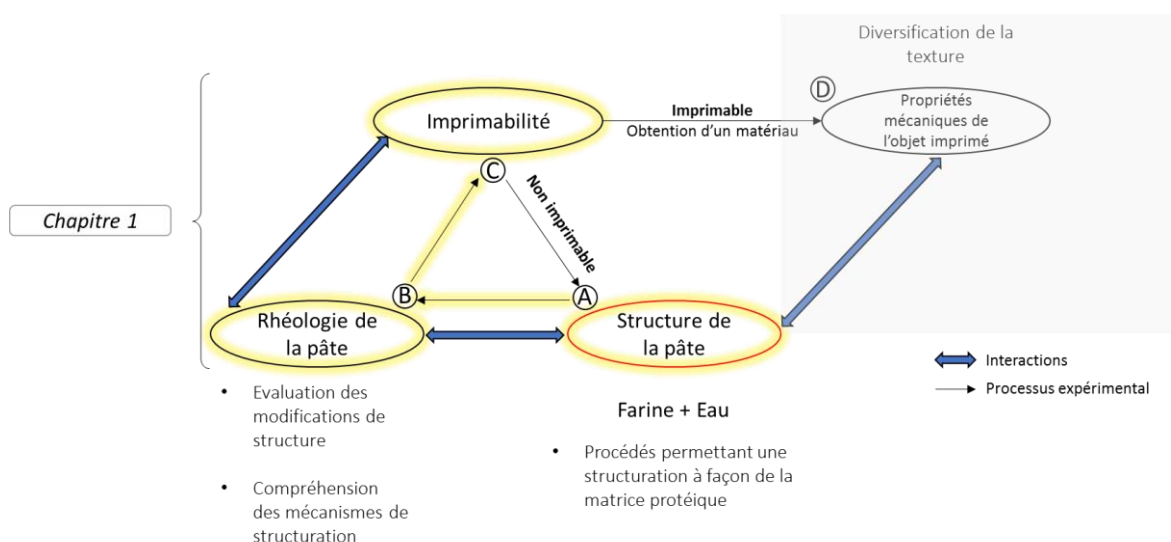 Diversification de la
texture
D
Imprimabilité
Imprimable
Obtention d'un matériau
Propriétés
mécaniques de
l'objet imprimé
C
Non imprimable
Chapitre 1
B
A
Rhéologie de
la pâte
Structure de
la pâte
Interactions
Processus expérimental
• Evaluation des
modifications de
structure
• Compréhension
des mécanismes de
structuration
Farine + Eau
• Procédés permettant une
structuration à façon de la
matrice protéique